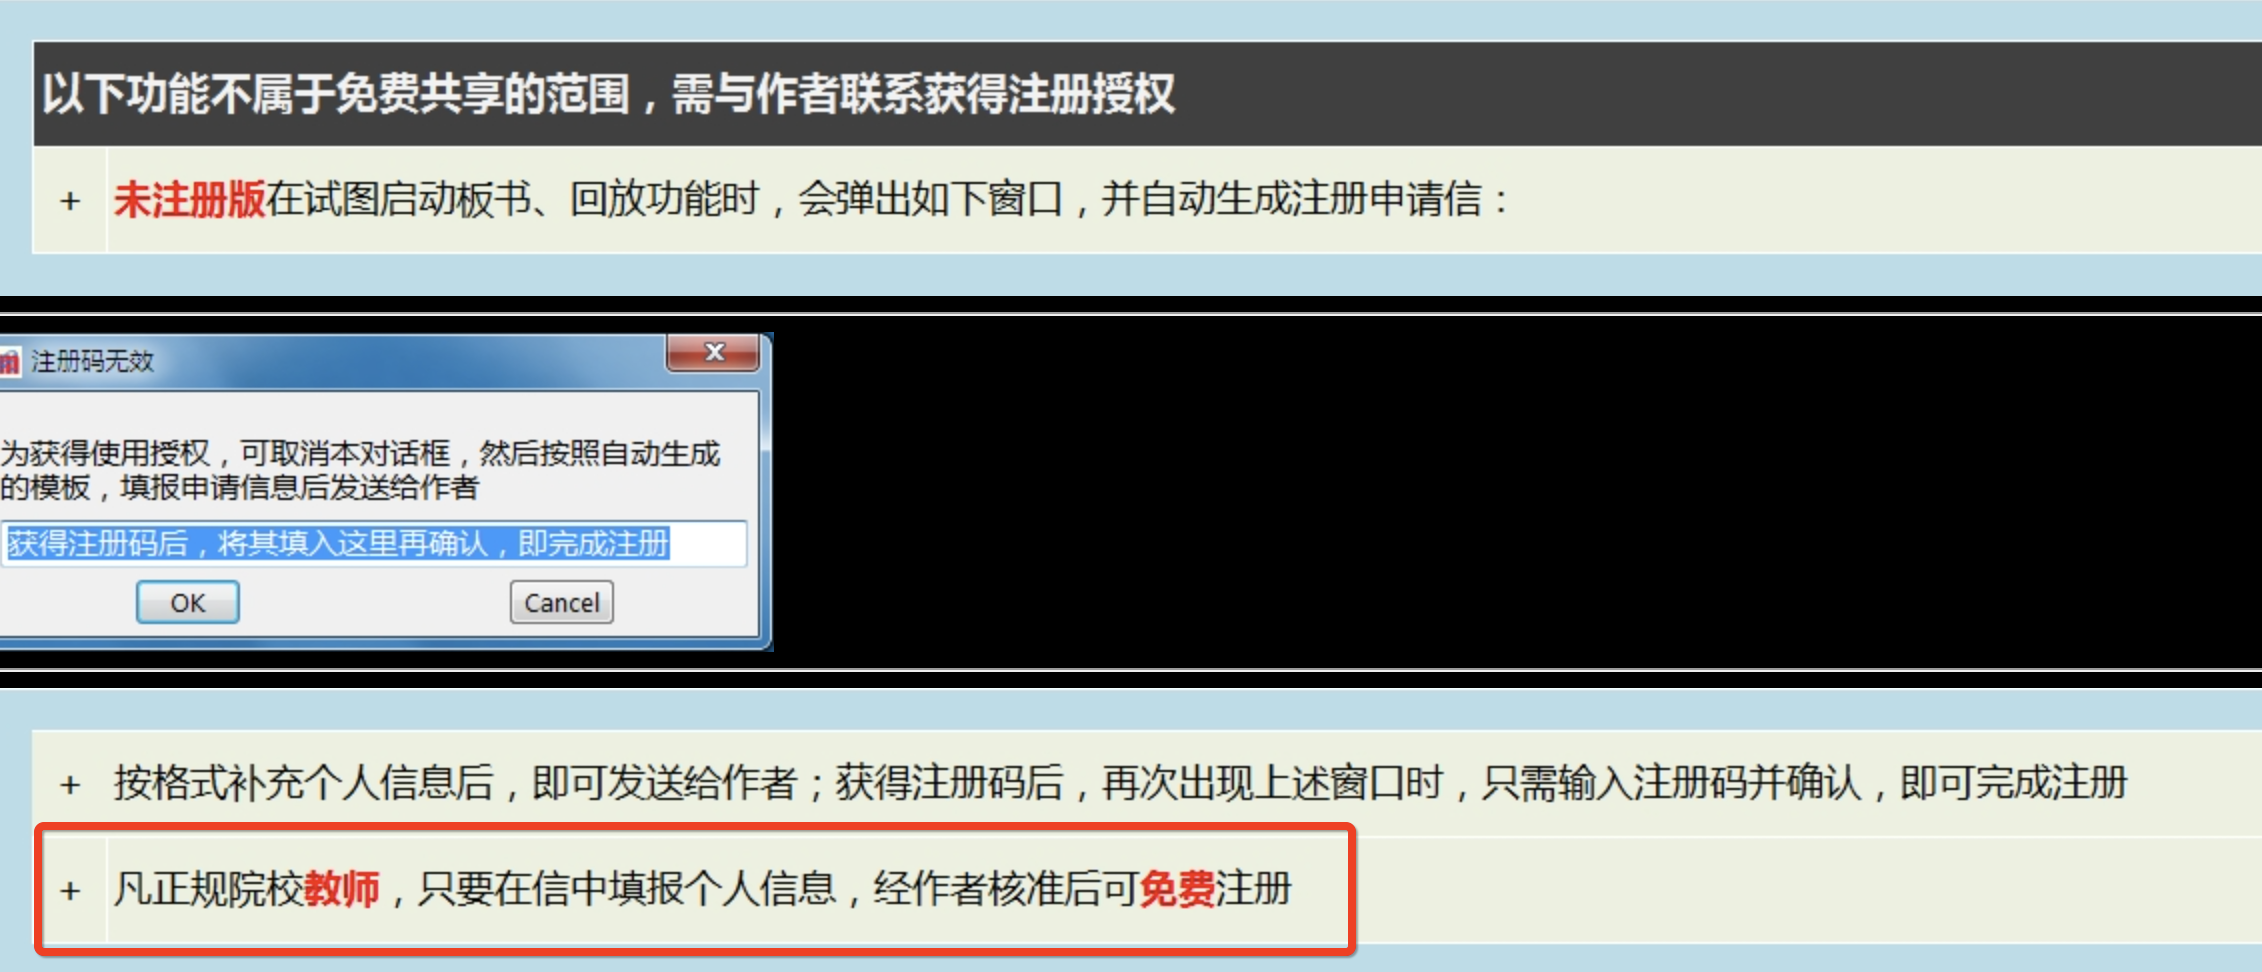 以下功能不属于免费共享的范围，需与作者联系获得注册授权
+ 未注册版在试图启动板书、回放功能时，会弹出如下窗口，并自动生成注册申请信：
注册码无效
为获得使用授权，可取消本对话框，然后按照自动生成
的模板，填报申请信息后发送给作者
获得注册码后，将其填入这里再确认，即完成注册
OK Cancel
+ 按格式补充个人信息后，即可发送给作者；获得注册码后，再次出现上述窗口时，只需输入注册码并确认，即可完成注册
+ 凡正规院校教师，只要在信中填报个人信息，经作者核准后可免费注册